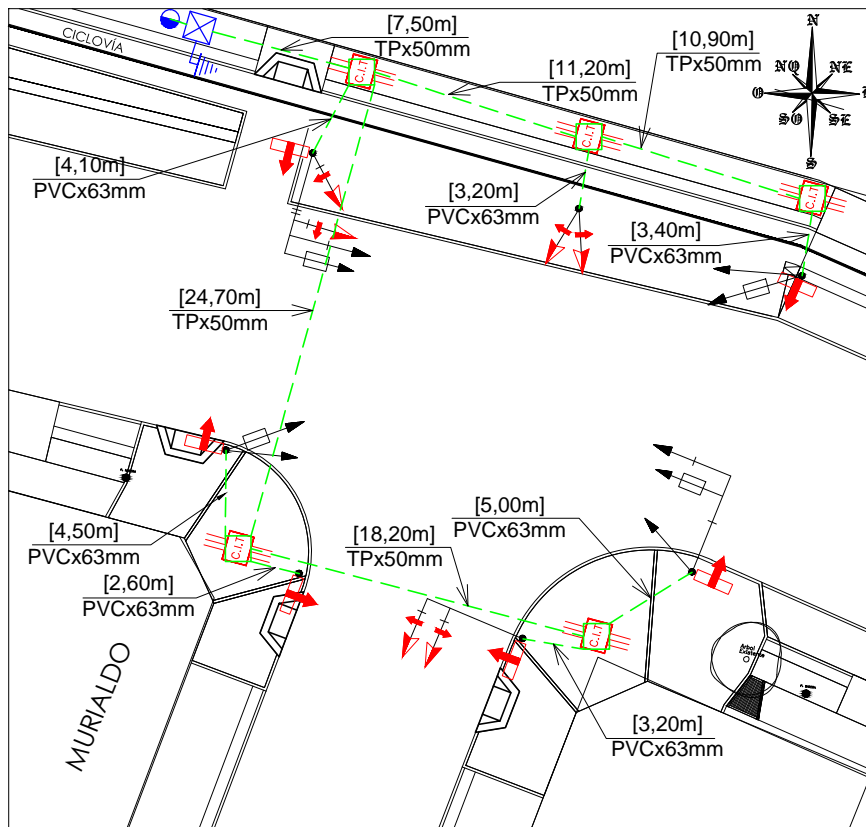 CICLOVÍA
[7,50m]
TPx50mm
[11,20m]
TPx50mm
[10,90m]
TPx50mm
N
NO
NE
O
SO
SE
S
C.I.T
C.I.T
C.I.T
[4,10m]
PVCx63mm
[3,20m]
PVCx63mm
[3,40m]
PVCx63mm
[24,70m]
TPx50mm
[4,50m]
PVCx63mm
[2,60m]
PVCx63mm
C.I.T
[18,20m]
TPx50mm
[5,00m]
PVCx63mm
C.I.T
Arbol
Existente
[3,20m]
PVCx63mm
MURIALDO